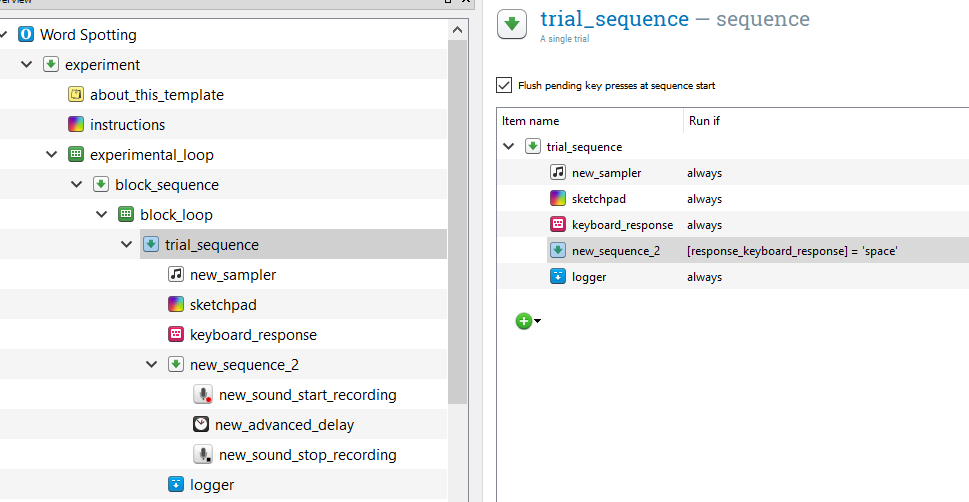 Word Spotting
experiment
about_this_template
instructions
experimental_loop
block_sequence
block_loop
trial_sequence
new_sampler
sketchpad
keyboard_response
new_sequence_2
new_sound_start_recording
new_advanced_delay
new_sound_stop_recording
logger
trial_sequence — sequence
A single trial
Flush pending key presses at sequence start
Item name Run if
trial_sequence
new_sampler always
sketchpad always
keyboard_response always
new_sequence_2 [response_keyboard_response] = 'space'
logger always